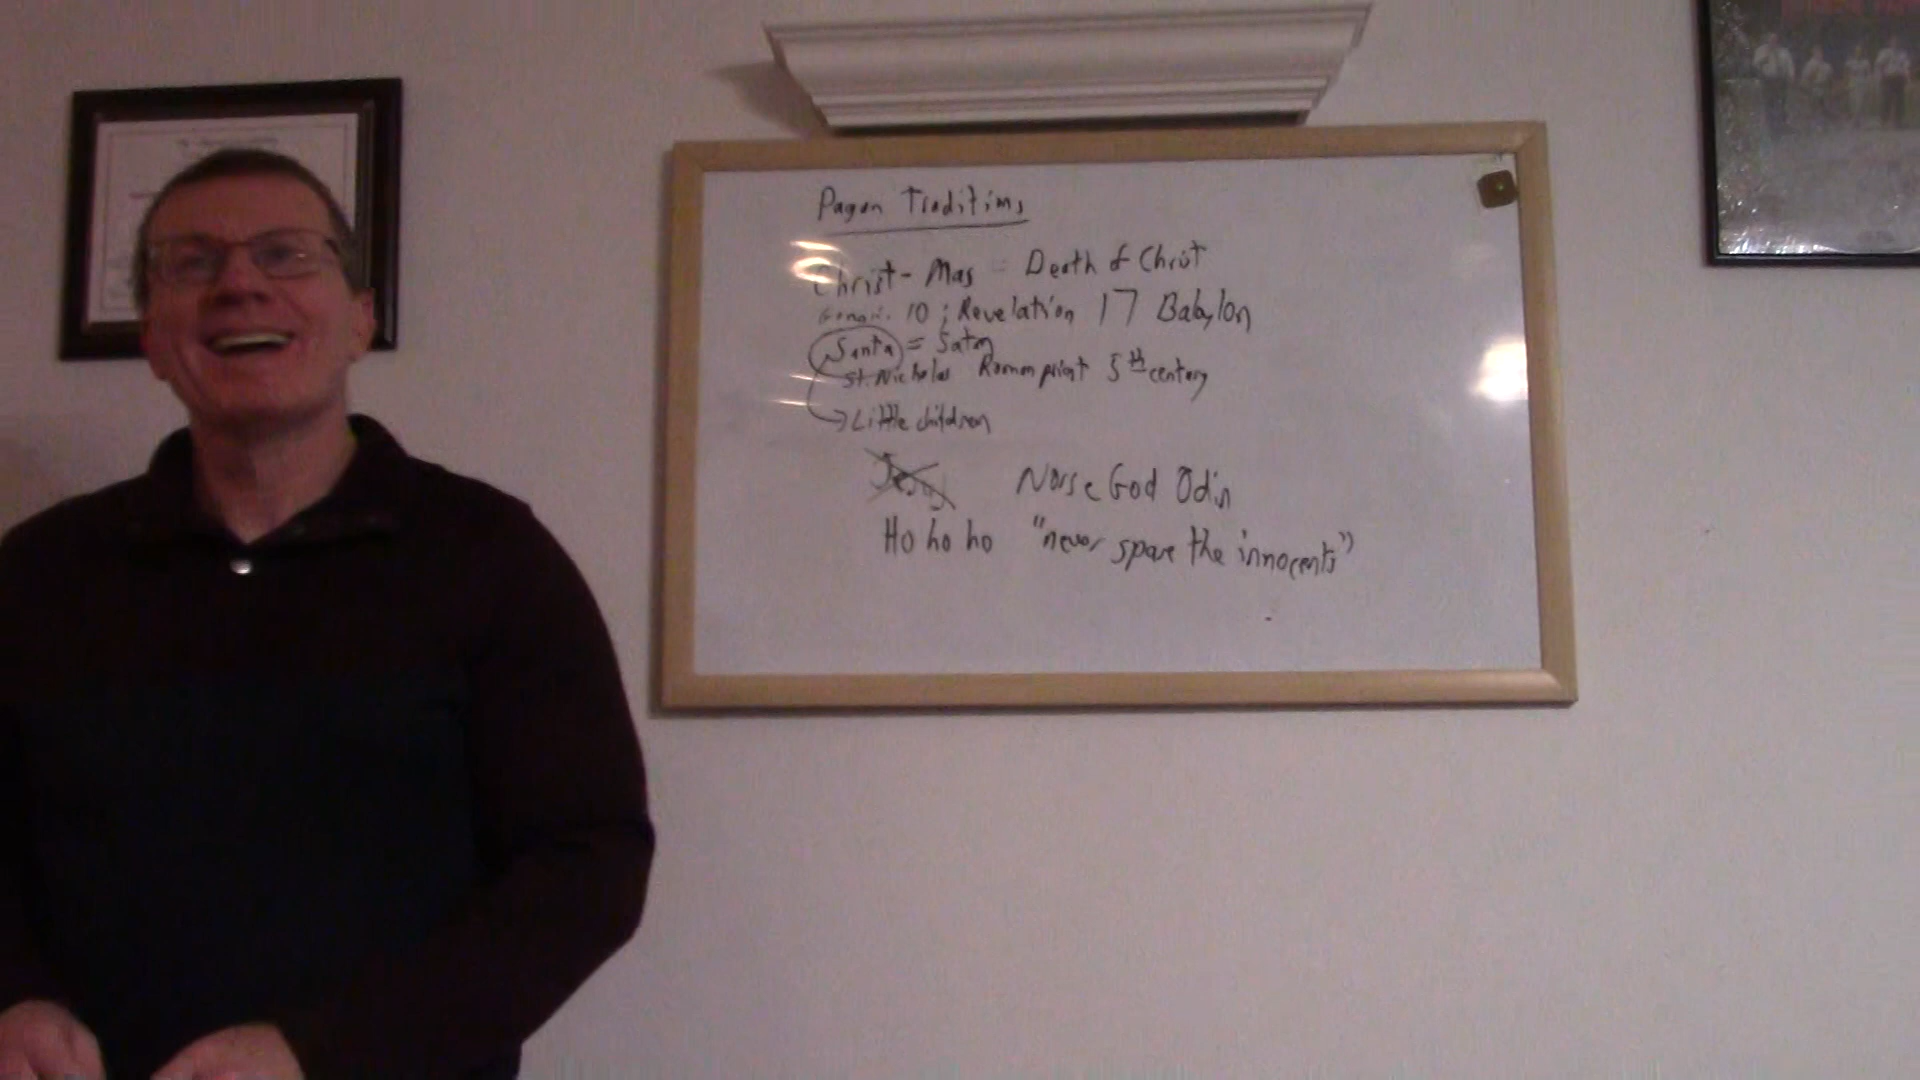 Pagan Traditions
Christ-Mas = Death of Christ
Genesis 10; Revelation 17 Babylon
Santa = Satan
St. Nicholas Roman priest 5th century
Little children
Norse God Odin
Ho ho ho "never spare the innocents"